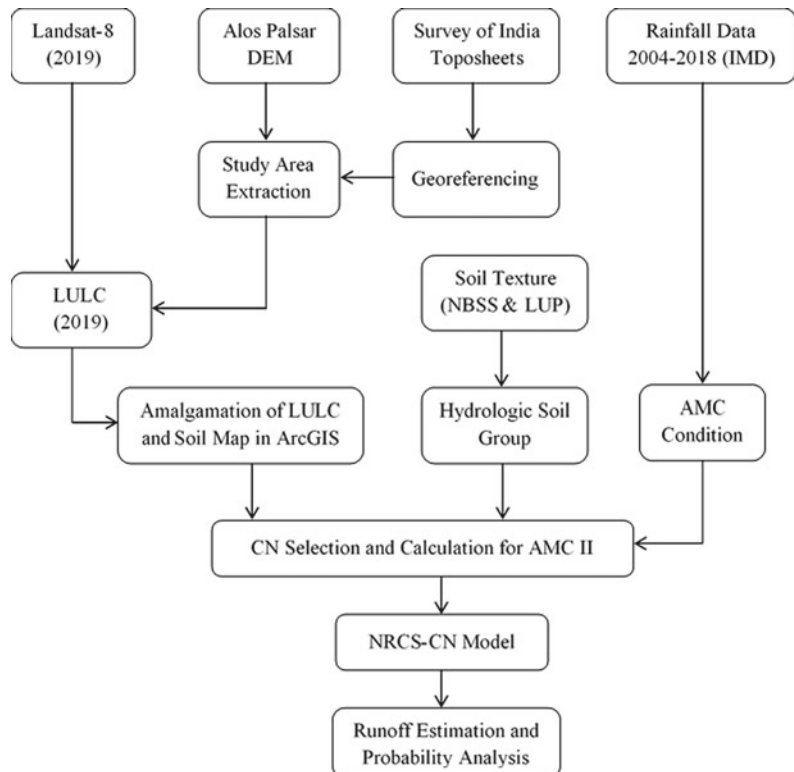 Landsat-8
(2019)
Alos Palsar
DEM
Survey of India
Toposheets
Rainfall Data
2004-2018 (IMD)
Study Area
Extraction
Georeferencing
LULC
(2019)
Soil Texture
(NBSS & LUP)
Amalgamation of LULC
and Soil Map in ArcGIS
Hydrologic Soil
Group
AMC
Condition
CN Selection and Calculation for AMC II
NRCS-CN Model
Runoff Estimation and
Probability Analysis